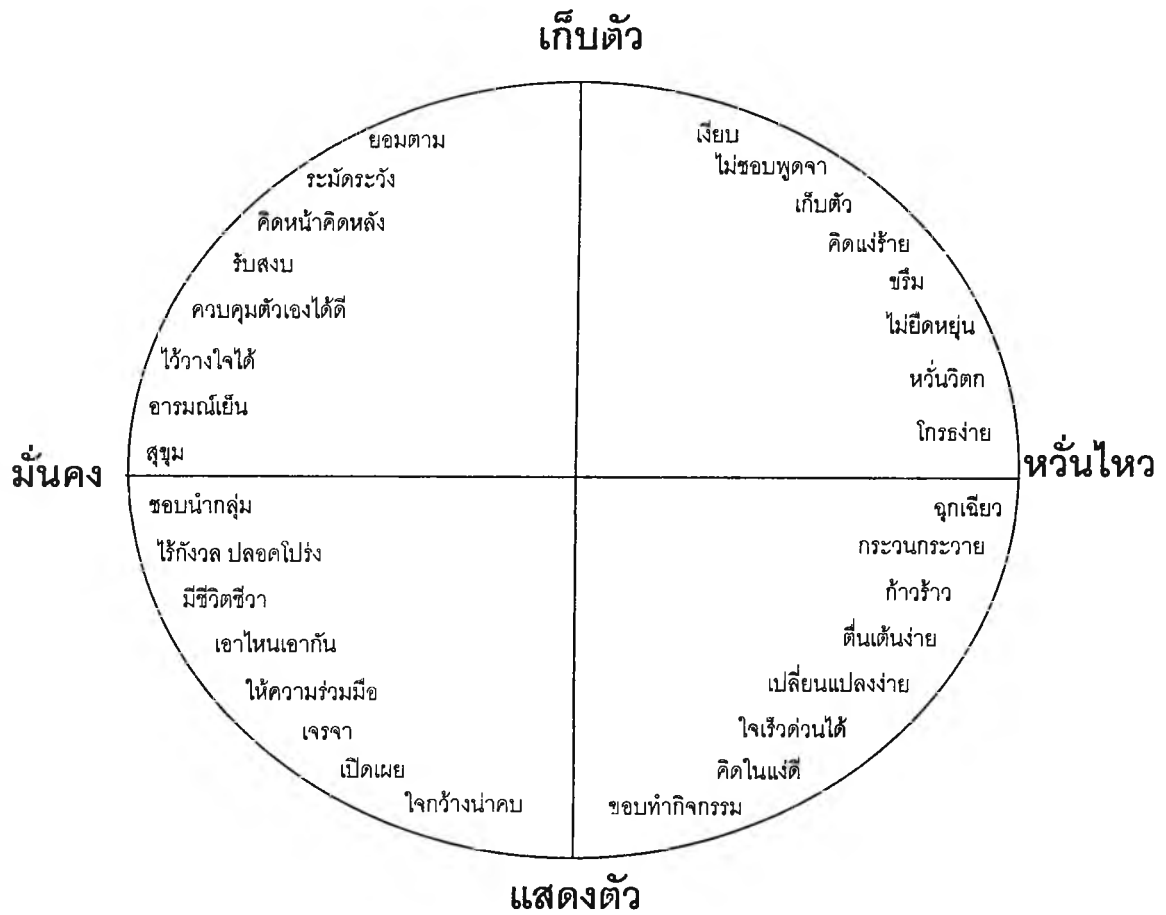 เก็บตัว
ยอมตาม
ระมัดระวัง
คิดหน้าคิดหลัง
รับสงบ
ควบคุมตัวเองได้ดี
ไว้วางใจได้
อารมณ์เย็น
สุขุม
เงียบ
ไม่ชอบพูดจา
เก็บตัว
คิดแง่ร้าย
ขรึม
ไม่ยืดหยุ่น
หวั่นวิตก
โกรธง่าย
มั่นคง
หวั่นไหว
ชอบนำกลุ่ม
ไร้กังวล ปลอดโปร่ง
มีชีวิตชีวา
เอาไหนเอากัน
ให้ความร่วมมือ
เจรจา
เปิดเผย
ใจกว้างน่าคบ
ฉุกเฉียว
กระวนกระวาย
ก้าวร้าว
ตื่นเต้นง่าย
เปลี่ยนแปลงง่าย
ใจเร็วด่วนได้
คิดในแง่ดี
ชอบทำกิจกรรม
แสดงตัว